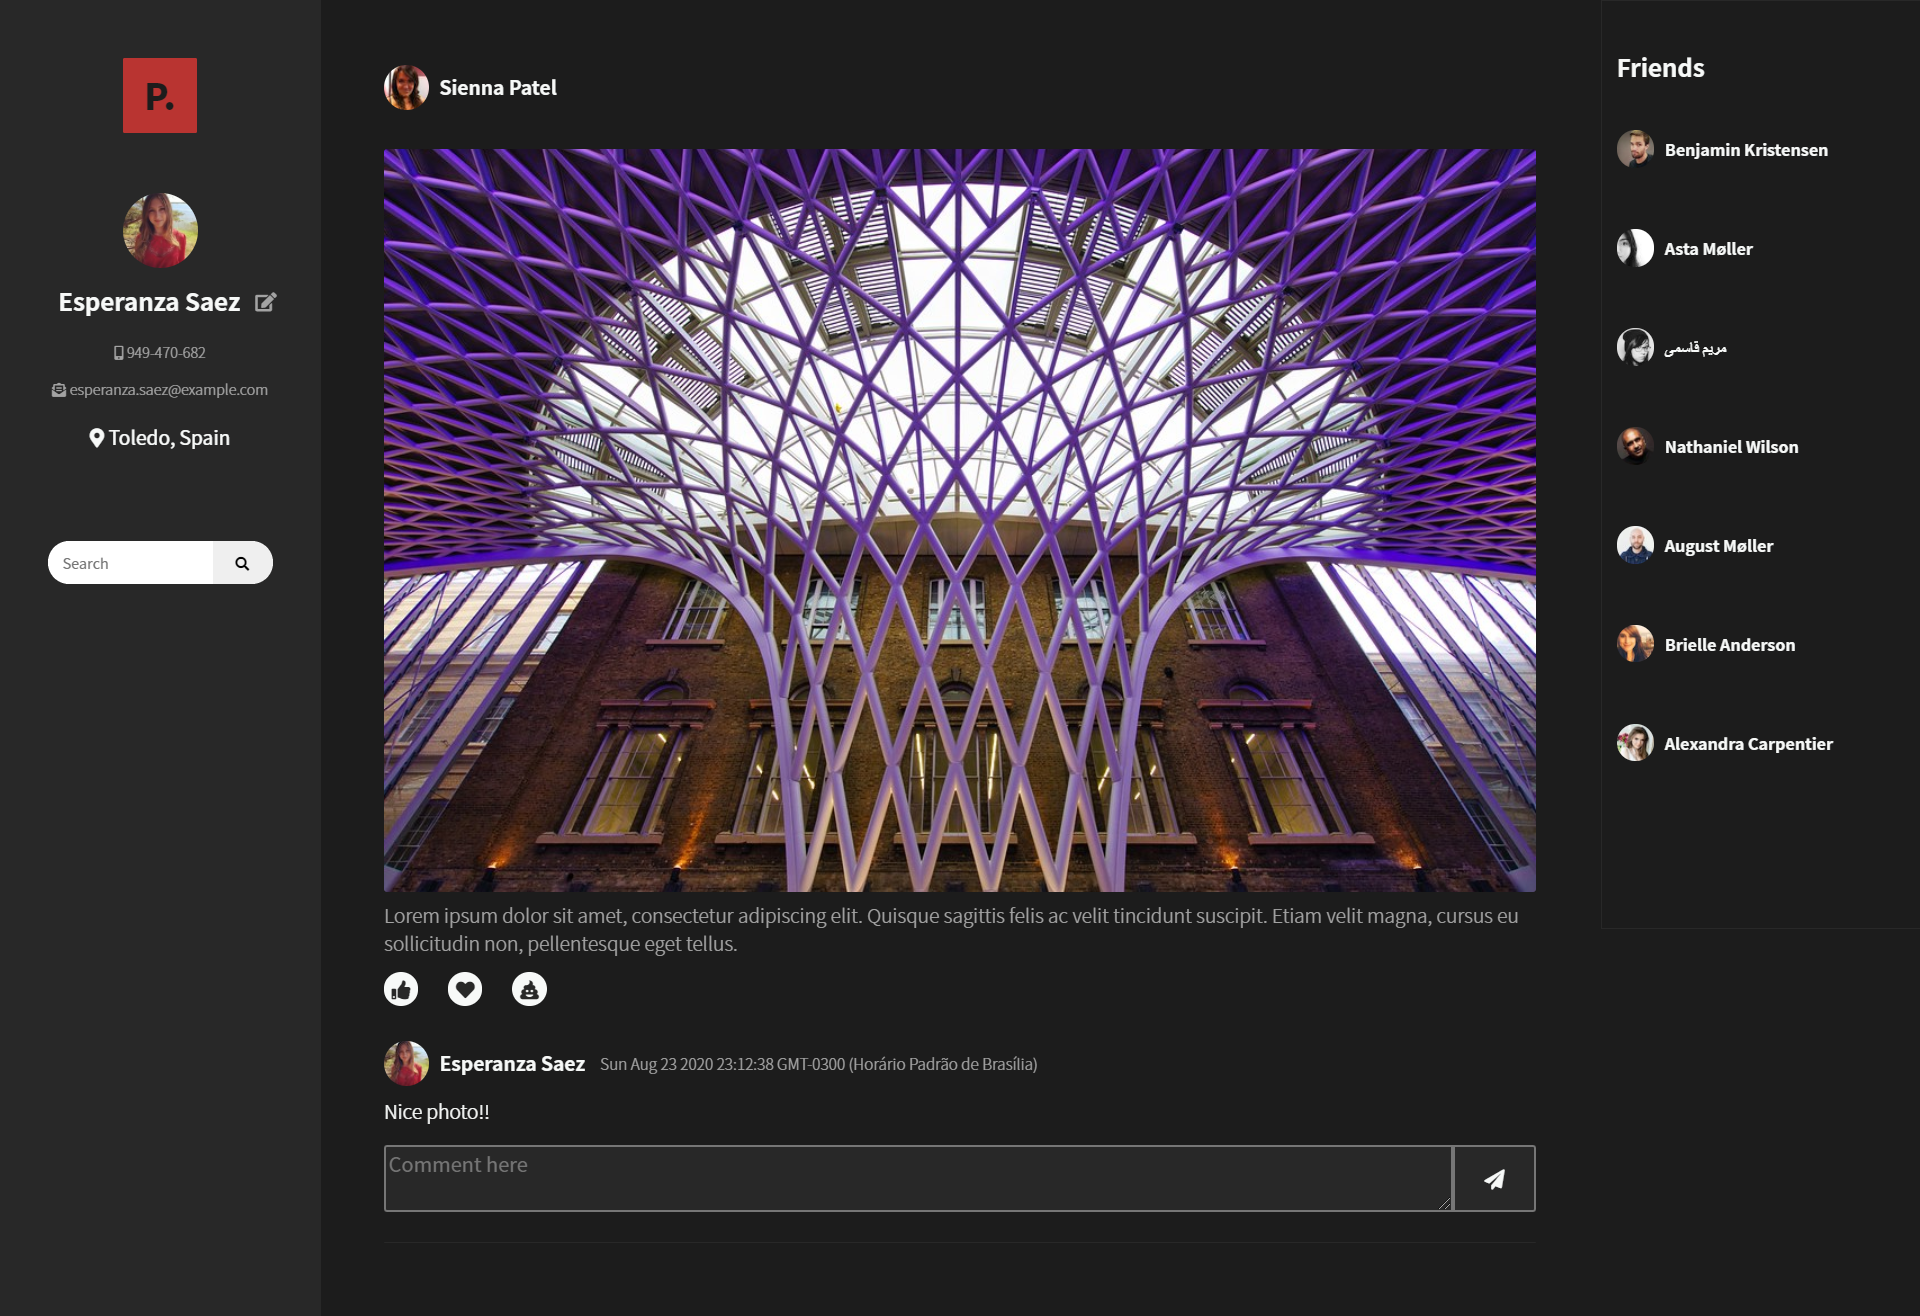 P.
Esperanza Saez
949-470-682
esperanza.saez@example.com
Toledo, Spain
Search
Sienna Patel
Lorem ipsum dolor sit amet, consectetur adipiscing elit. Quisque sagittis felis ac velit tincidunt suscipit. Etiam velit magna, cursus eu
sollicitudin non, pellentesque eget tellus.
Esperanza Saez Sun Aug 23 2020 23:12:38 GMT-0300 (Horário Padrão de Brasília)
Nice photo!!
Comment here
Friends
Benjamin Kristensen
Asta Møller
مریم قاسمی
Nathaniel Wilson
August Møller
Brielle Anderson
Alexandra Carpentier